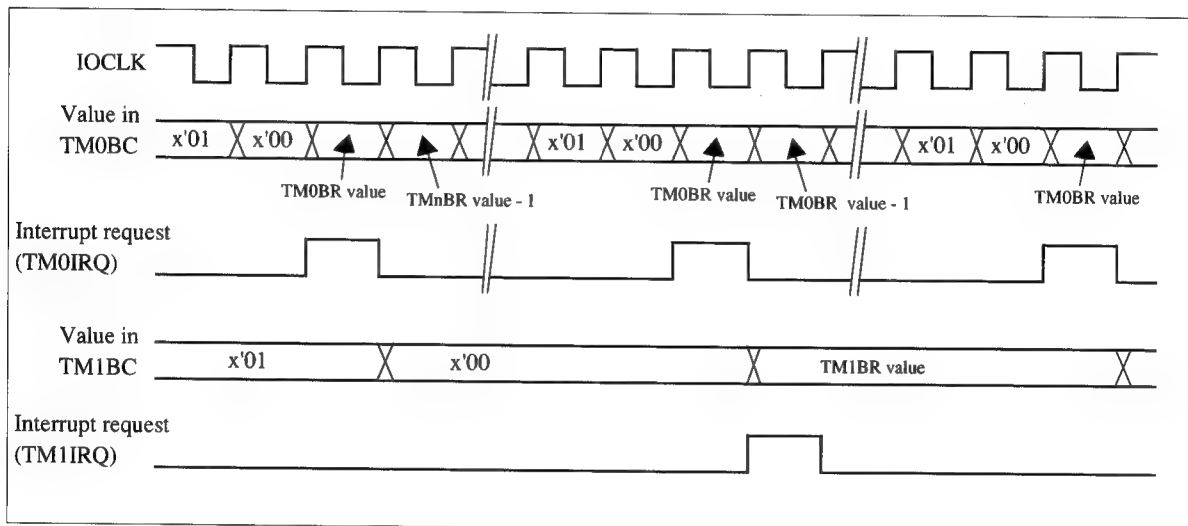 IOCLK
Value in
TM0BC
x'01
x'00
x'01
x'00
x'01
x'00
TM0BR value
TMnBR value - 1
TM0BR value
TM0BR value - 1
TM0BR value
Interrupt request
(TM0IRQ)
Value in
TM1BC
x'01
x'00
TM1BR value
Interrupt request
(TM1IRQ)